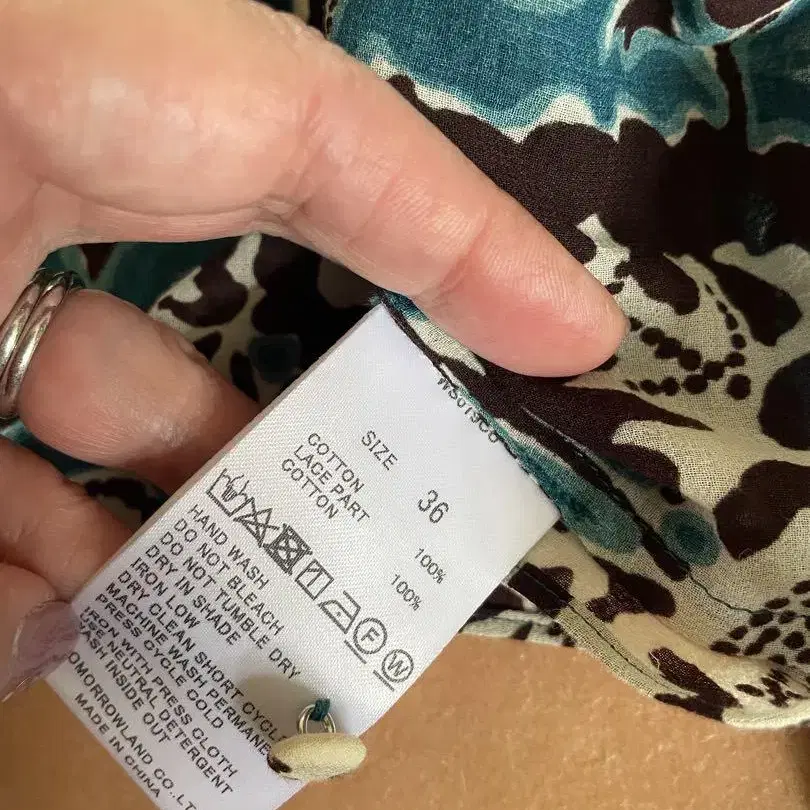 SIZE 36
COTTON 100%
LACE PART
COTTON 100%
F W
HAND WASH
DO NOT BLEACH
DO NOT TUMBLE DRY
DRY IN SHADE
IRON LOW
DRY CLEAN SHORT CYCLE
MACHINE WASH PERMANE
PRESS CYCLE COLD
IRON WITH PRESS CLOTH
USE NEUTRAL DETERGENT
WASH INSIDE OUT
TOMORROWLAND CO.,LT
MADE IN CHINA